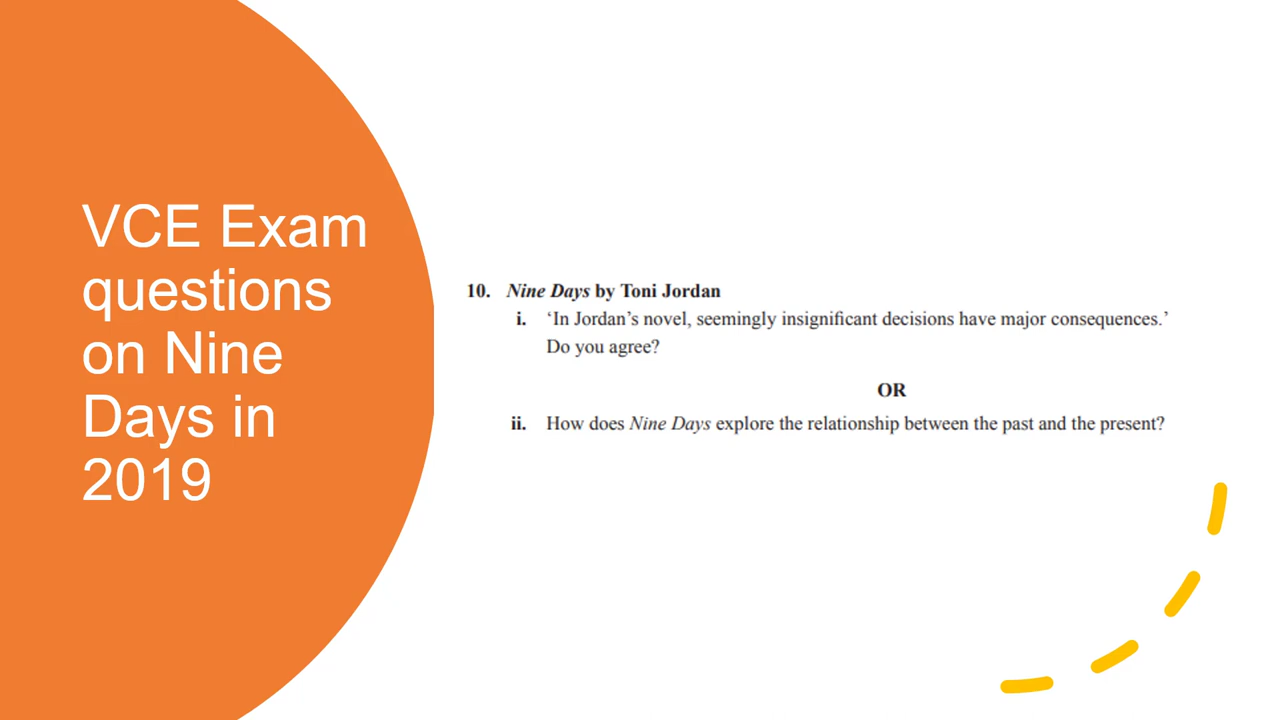 VCE Exam
questions
on Nine
Days in
2019
10. Nine Days by Toni Jordan
i. ‘In Jordan’s novel, seemingly insignificant decisions have major consequences.’
Do you agree?
OR
ii. How does Nine Days explore the relationship between the past and the present?